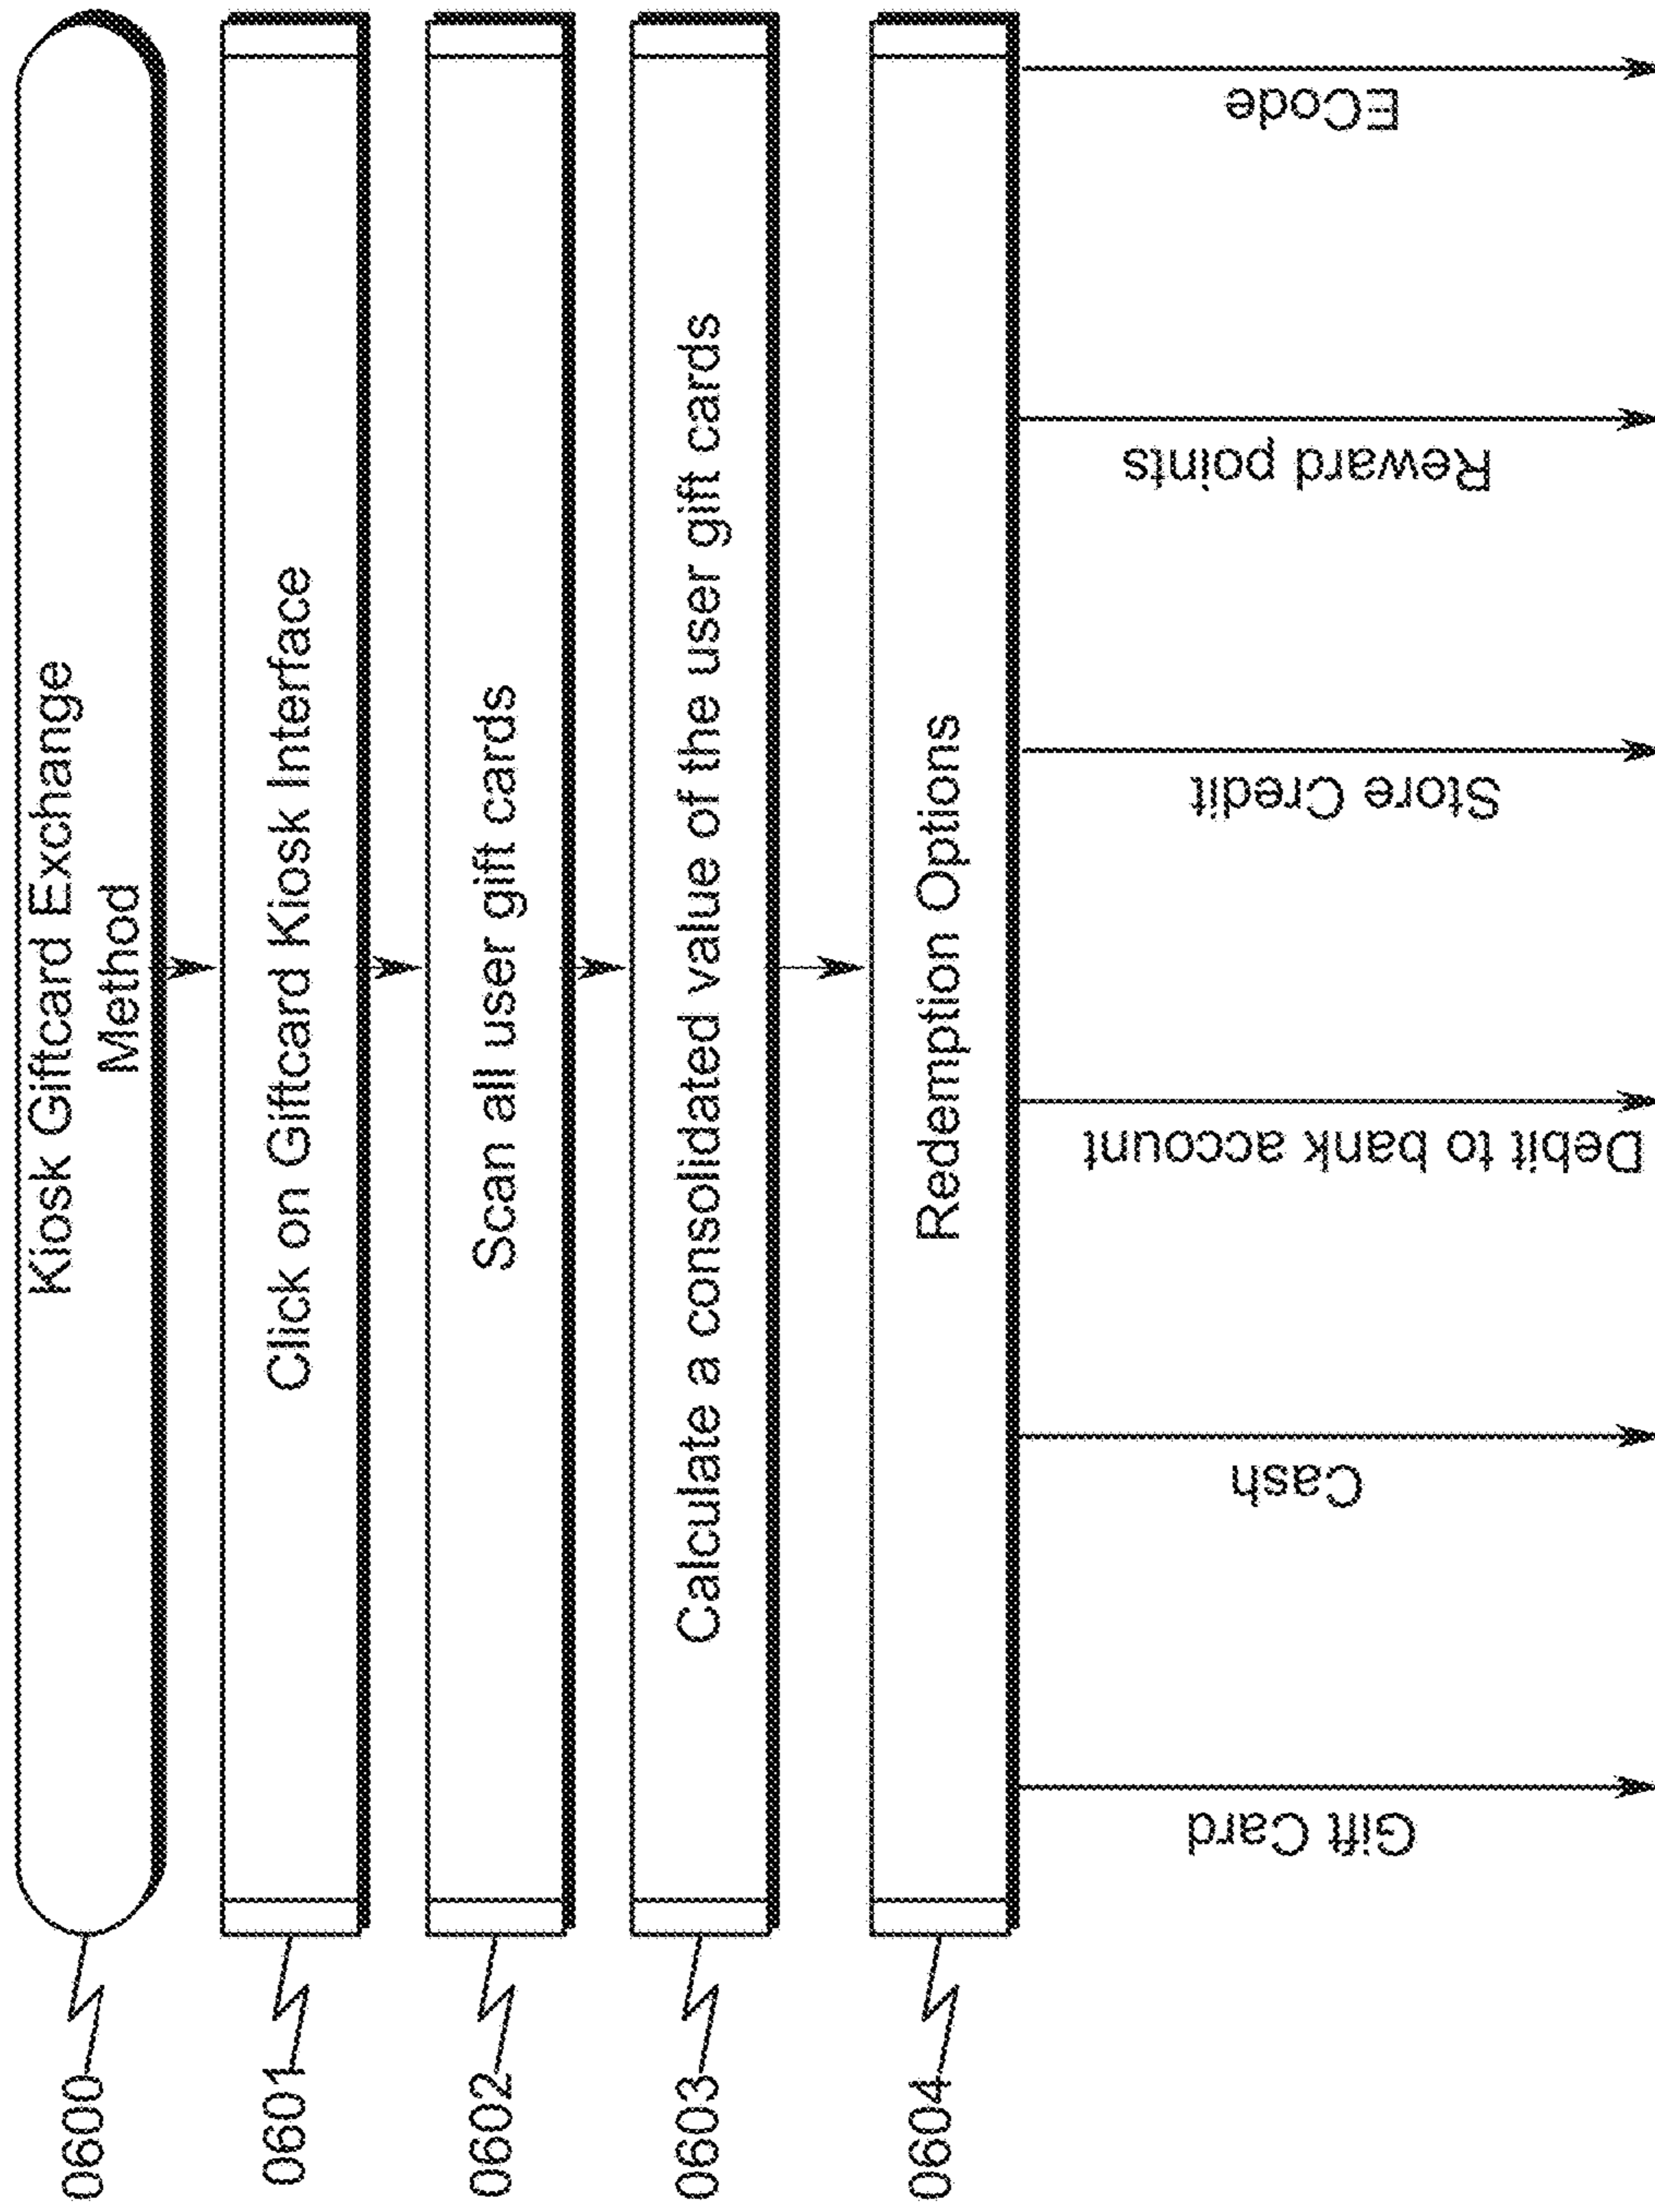 Kiosk Giftcard Exchange
Method
0600
Click on Giftcard Kiosk Interface
0601
Scan all user gift cards
0602
Calculate a consolidated value of the user gift cards
0603
Redemption Options
0604
Gift Card
Cash
Debit to bank account
Store Credit
Reward points
ECode